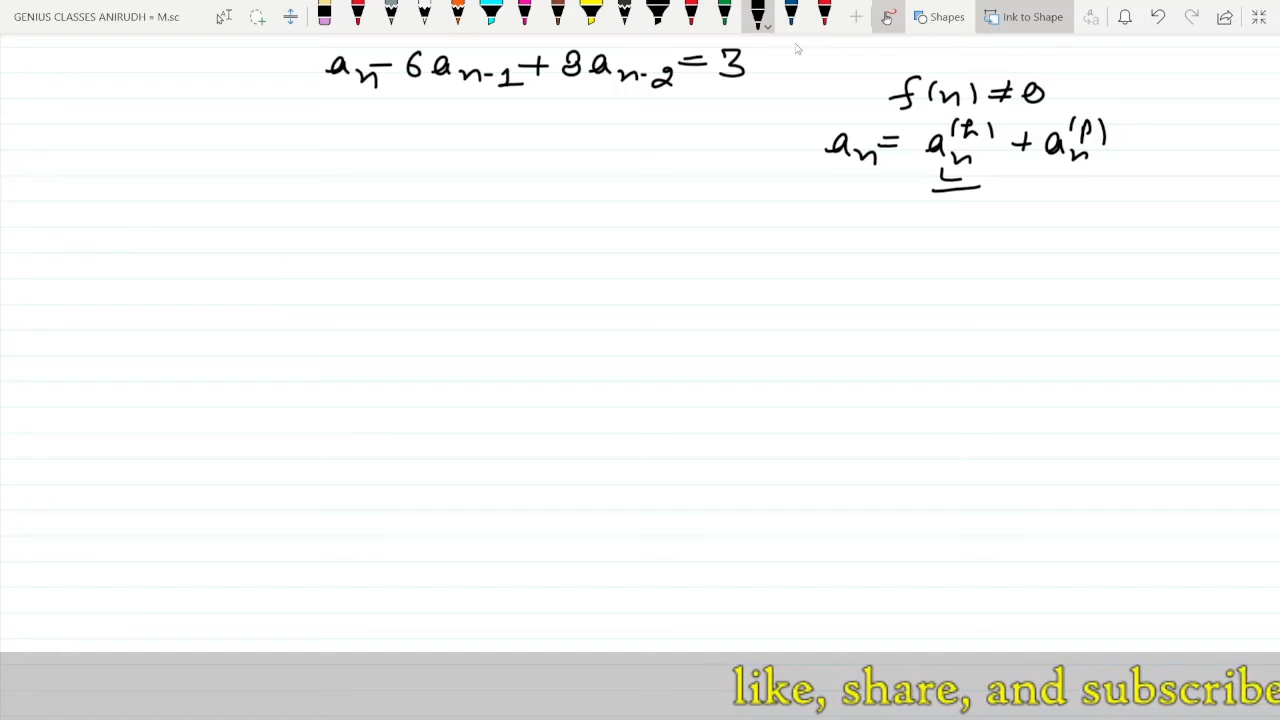 GENIUS CLASSES ANIRUDH - M.sc
Shapes
Ink to Shape
aₙ - 6aₙ₋₁ + 8aₙ₋₂ = 3
f(n) ≠ 0
aₙ = aₙ⁽ʰ⁾ + aₙ⁽ᵖ⁾
like, share, and subscribe